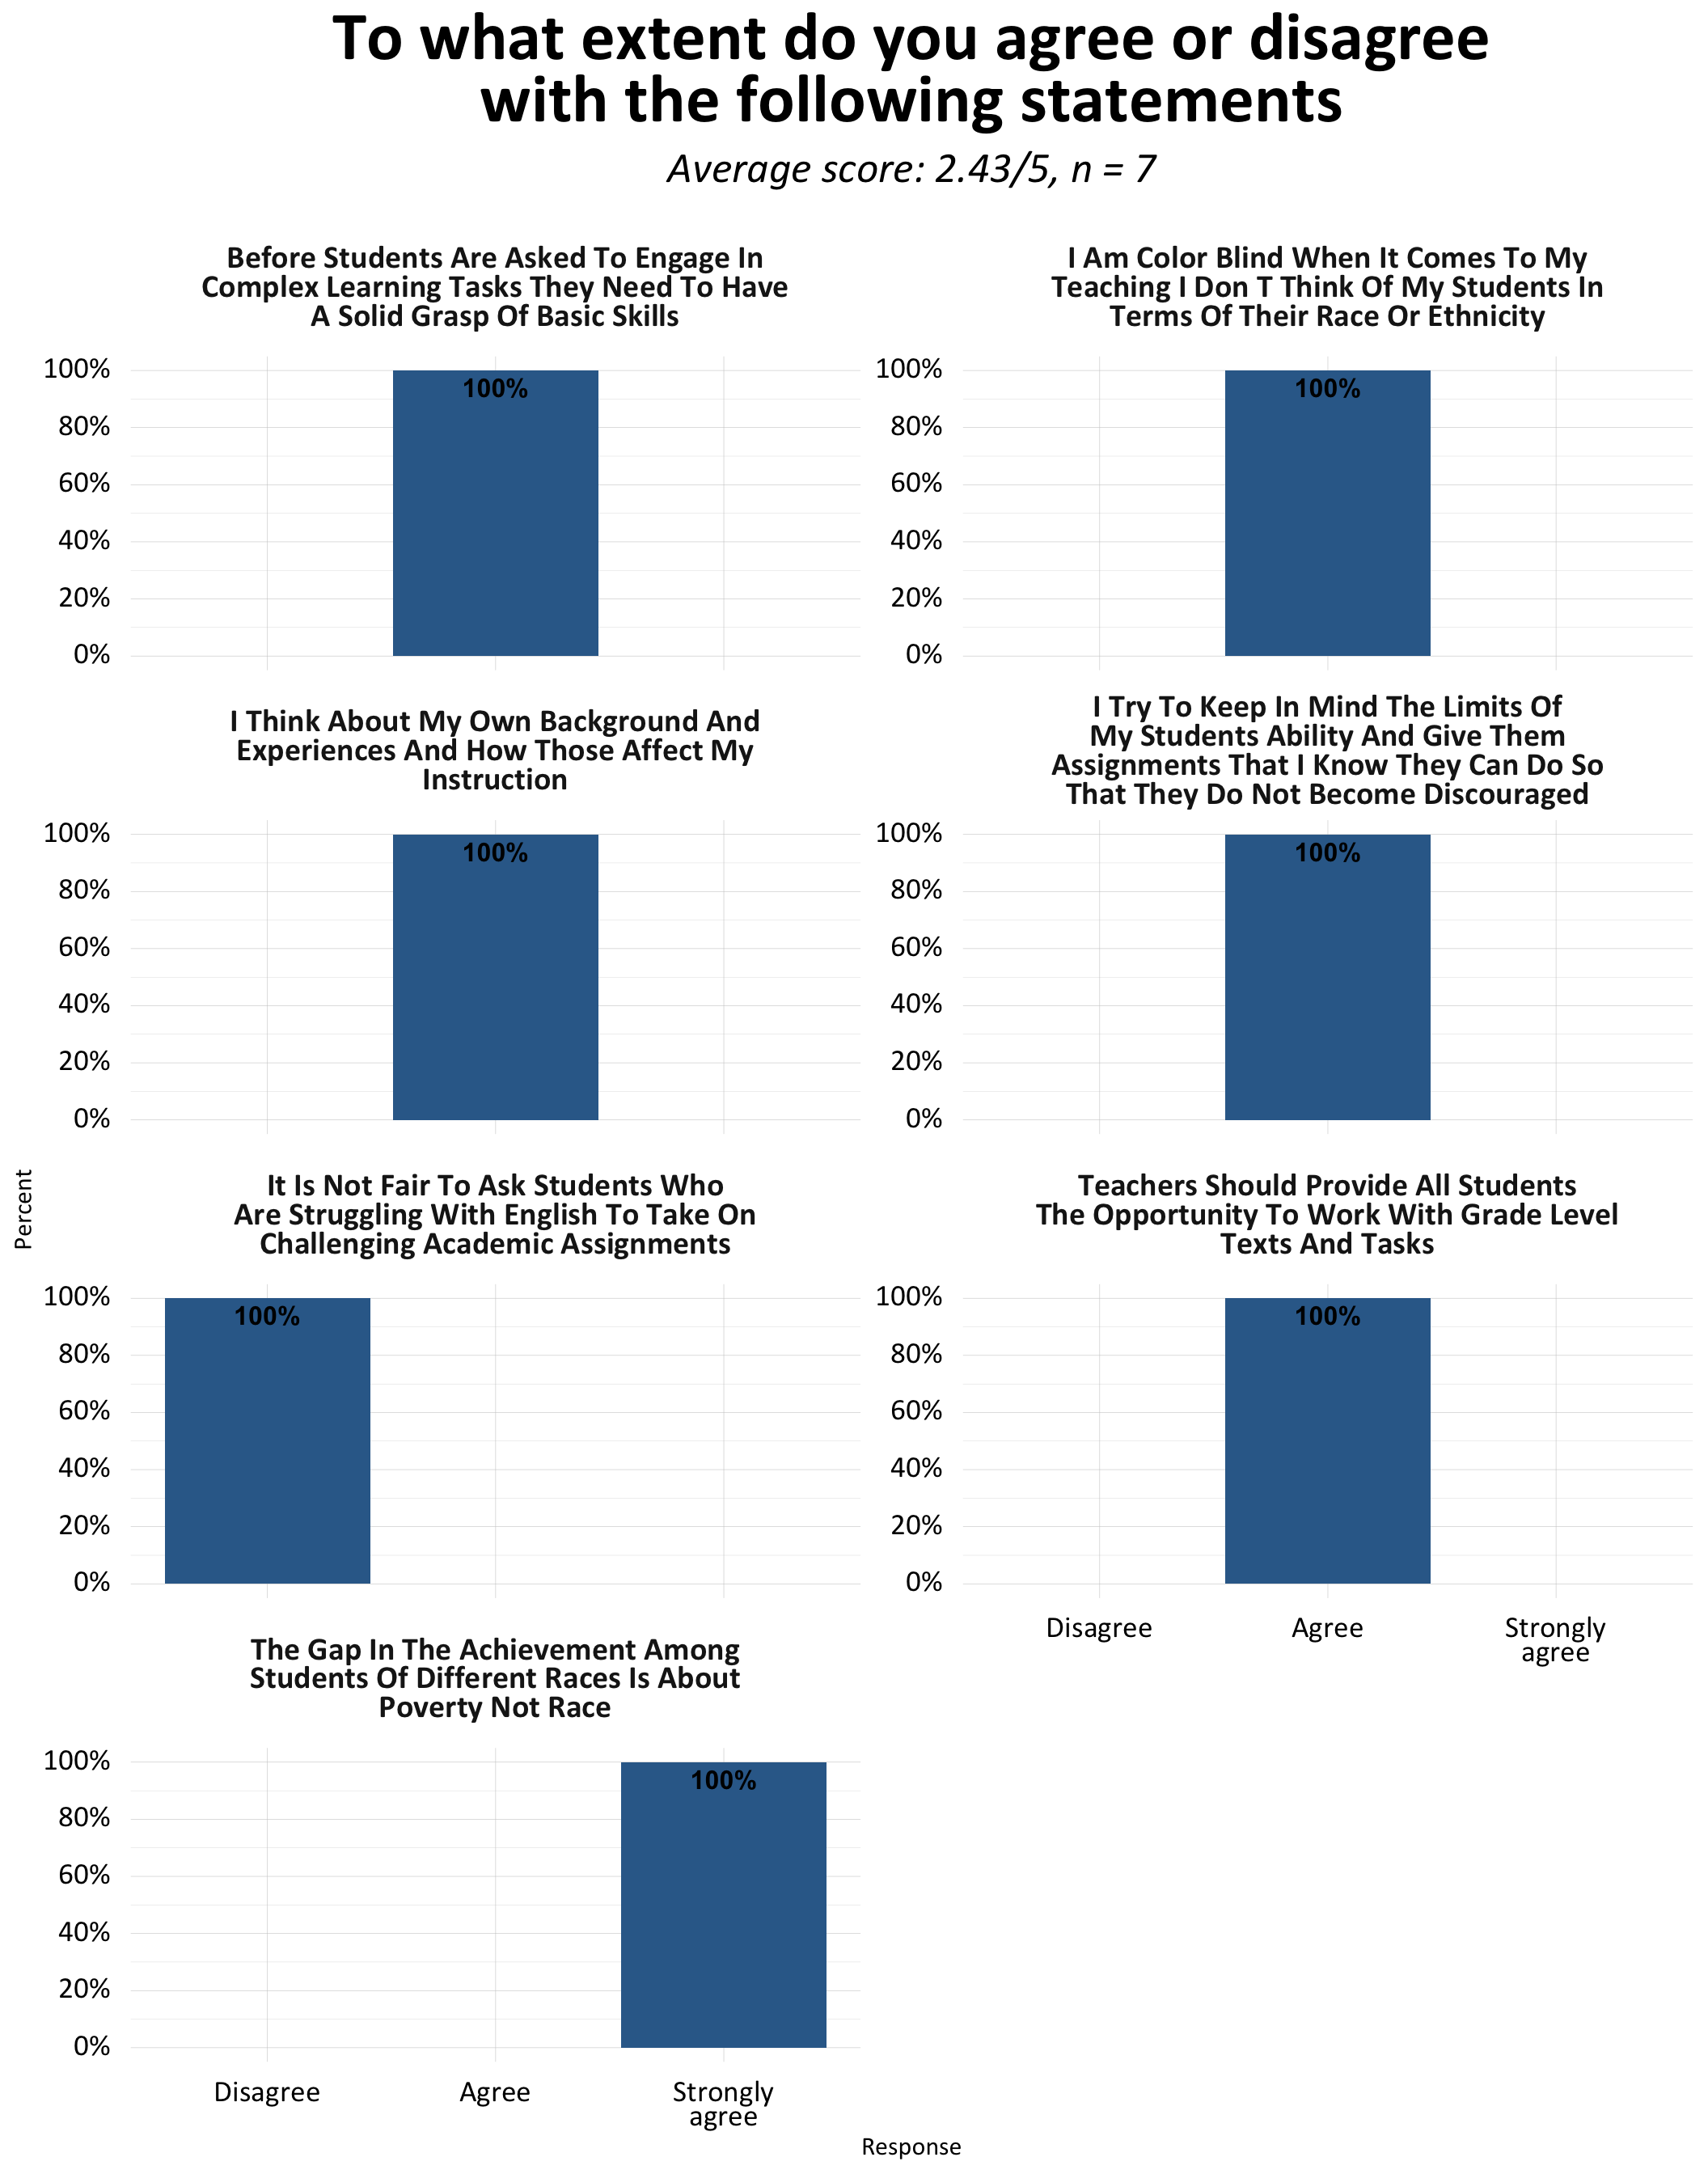 To what extent do you agree or disagree
with the following statements
Average score: 2.43/5, n = 7
Before Students Are Asked To Engage In
Complex Learning Tasks They Need To Have
A Solid Grasp Of Basic Skills
100%
80%
60%
40%
20%
0%
100%
I Am Color Blind When It Comes To My
Teaching I Don T Think Of My Students In
Terms Of Their Race Or Ethnicity
100%
80%
60%
40%
20%
0%
100%
I Think About My Own Background And
Experiences And How Those Affect My
Instruction
100%
80%
60%
40%
20%
0%
100%
I Try To Keep In Mind The Limits Of
My Students Ability And Give Them
Assignments That I Know They Can Do So
That They Do Not Become Discouraged
100%
80%
60%
40%
20%
0%
100%
Percent
It Is Not Fair To Ask Students Who
Are Struggling With English To Take On
Challenging Academic Assignments
100%
80%
60%
40%
20%
0%
100%
Teachers Should Provide All Students
The Opportunity To Work With Grade Level
Texts And Tasks
100%
80%
60%
40%
20%
0%
100%
Disagree
Agree
Strongly
agree
The Gap In The Achievement Among
Students Of Different Races Is About
Poverty Not Race
100%
80%
60%
40%
20%
0%
100%
Disagree
Agree
Strongly
agree
Response